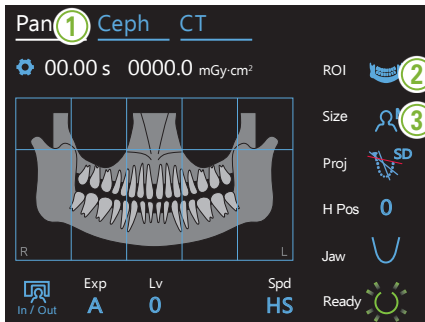 Pan 1 Ceph CT
00.00 s 0000.0 mGy·cm²
ROI 2
Size 3
Proj SD
H Pos 0
R L
Jaw
Exp Lv Spd
In / Out A 0 HS
Ready